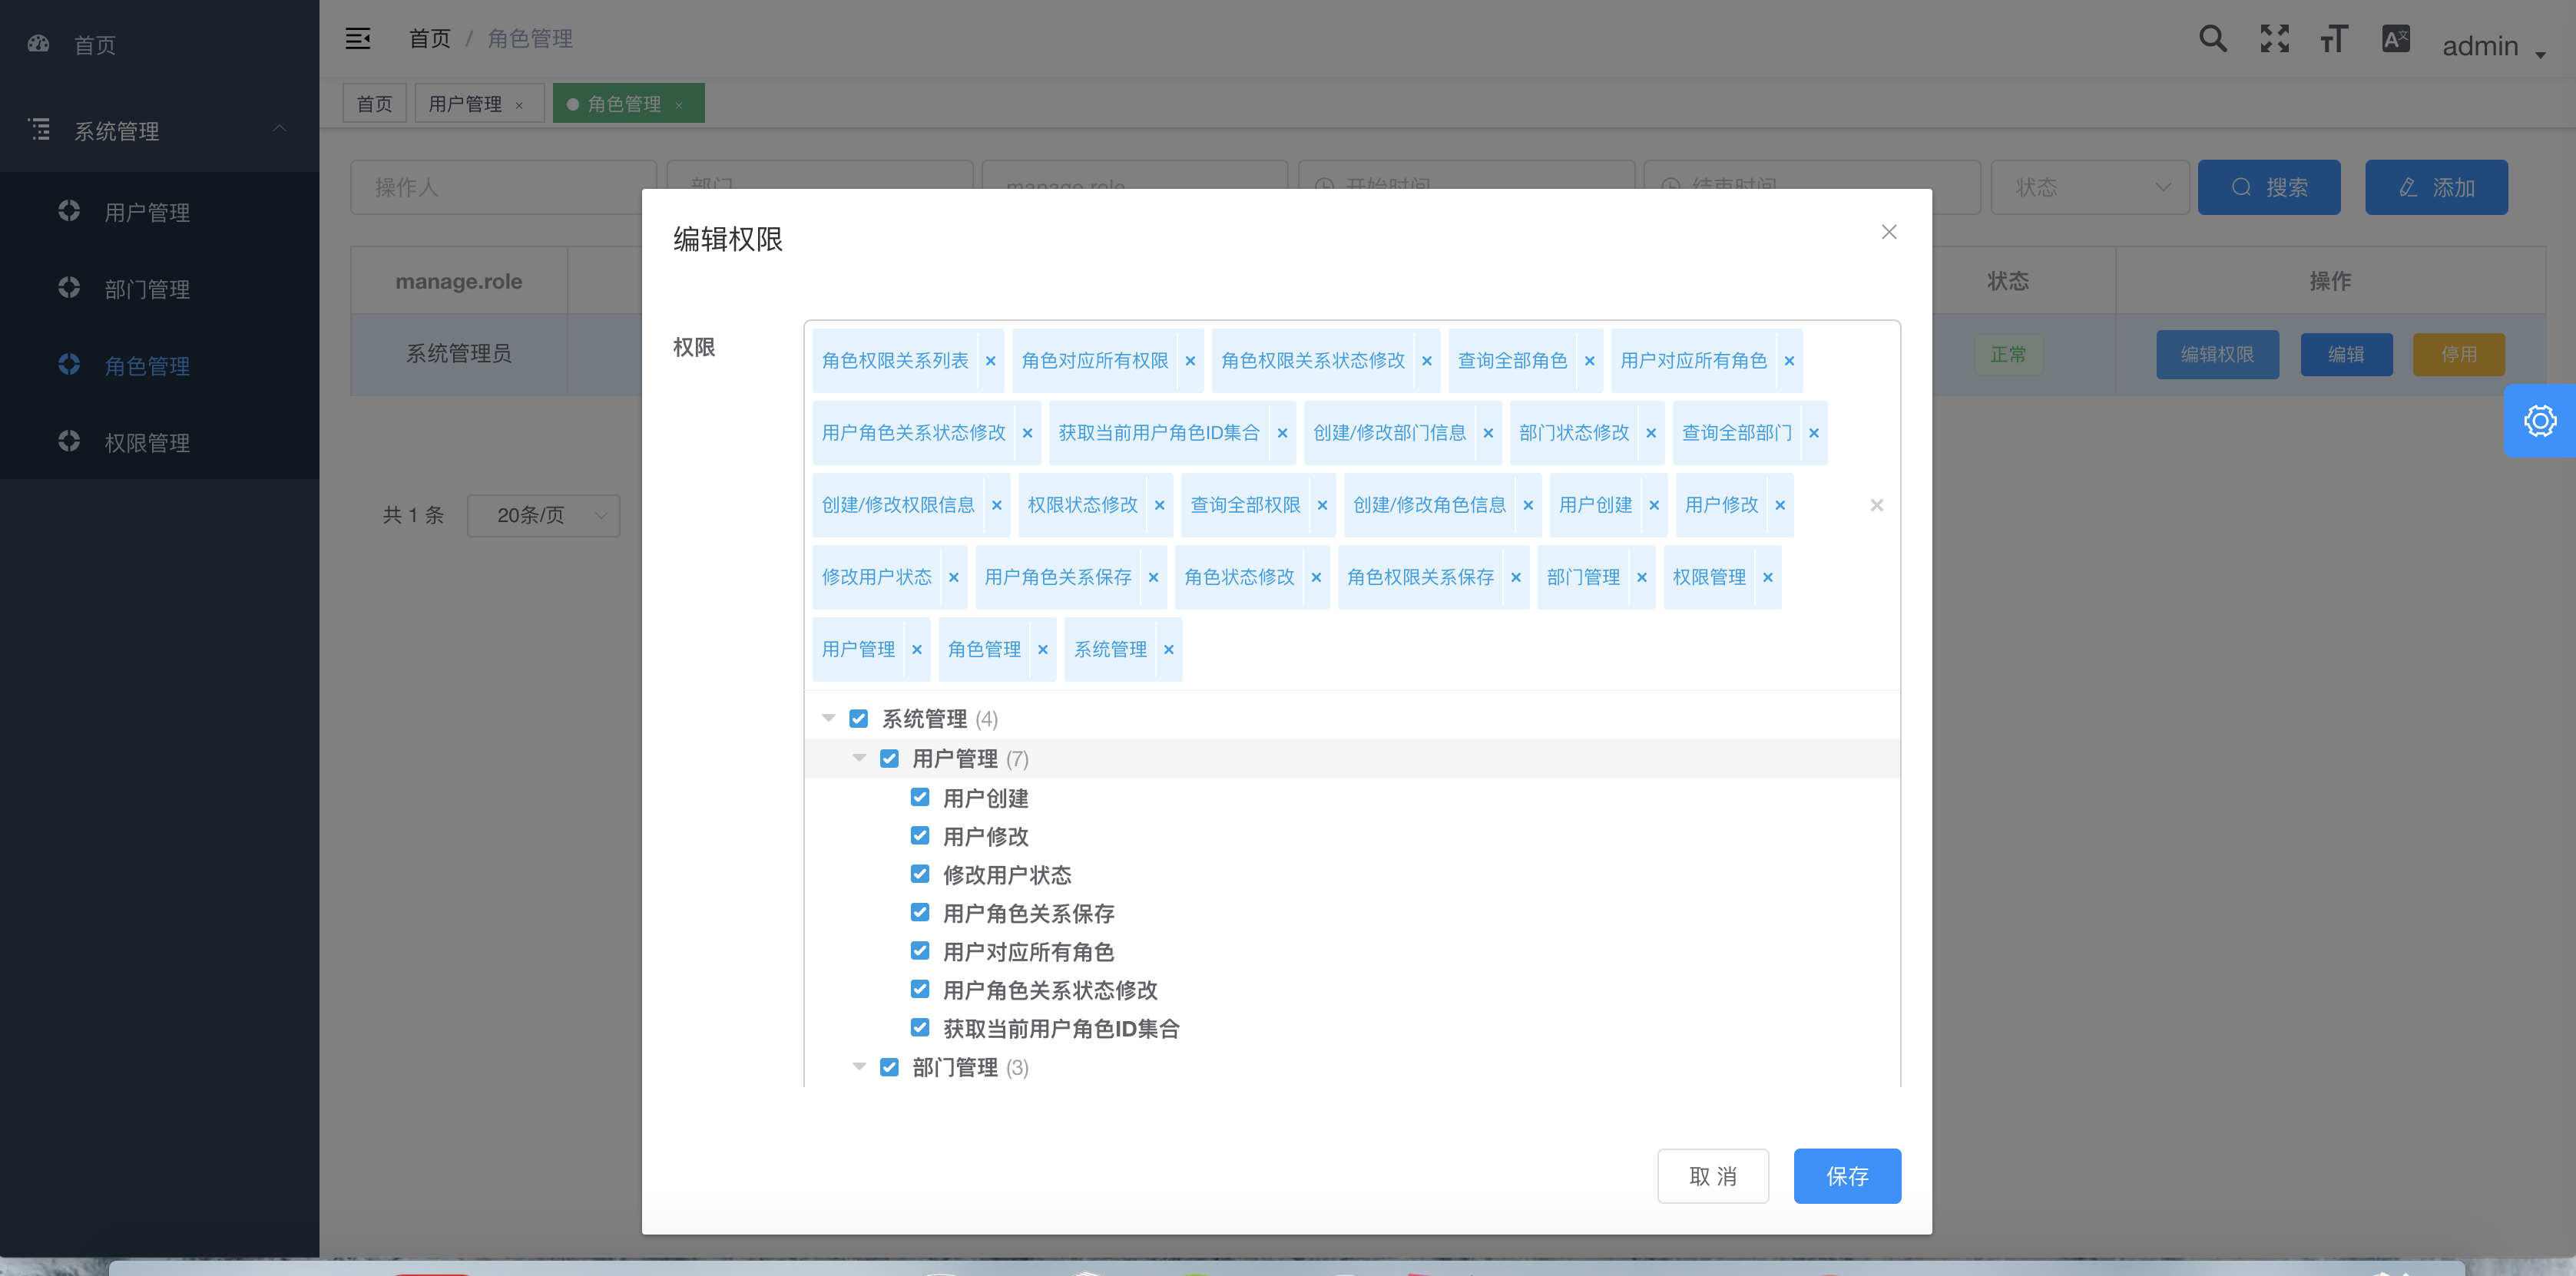 首页
系统管理
用户管理
部门管理
角色管理
权限管理
首页 / 角色管理
admin
首页 用户管理 × 角色管理 ×
操作人 部门 manage.role 开始时间 结束时间 状态 搜索 添加
manage.role 状态 操作
系统管理员 正常 编辑权限 编辑 停用
共 1 条 20条/页
编辑权限
权限
角色权限关系列表 × 角色对应所有权限 × 角色权限关系状态修改 × 查询全部角色 × 用户对应所有角色 ×
用户角色关系状态修改 × 获取当前用户角色ID集合 × 创建/修改部门信息 × 部门状态修改 × 查询全部部门 ×
创建/修改权限信息 × 权限状态修改 × 查询全部权限 × 创建/修改角色信息 × 用户创建 × 用户修改 ×
修改用户状态 × 用户角色关系保存 × 角色状态修改 × 角色权限关系保存 × 部门管理 × 权限管理 ×
用户管理 × 角色管理 × 系统管理 ×
系统管理 (4)
用户管理 (7)
用户创建
用户修改
修改用户状态
用户角色关系保存
用户对应所有角色
用户角色关系状态修改
获取当前用户角色ID集合
部门管理 (3)
取 消 保存